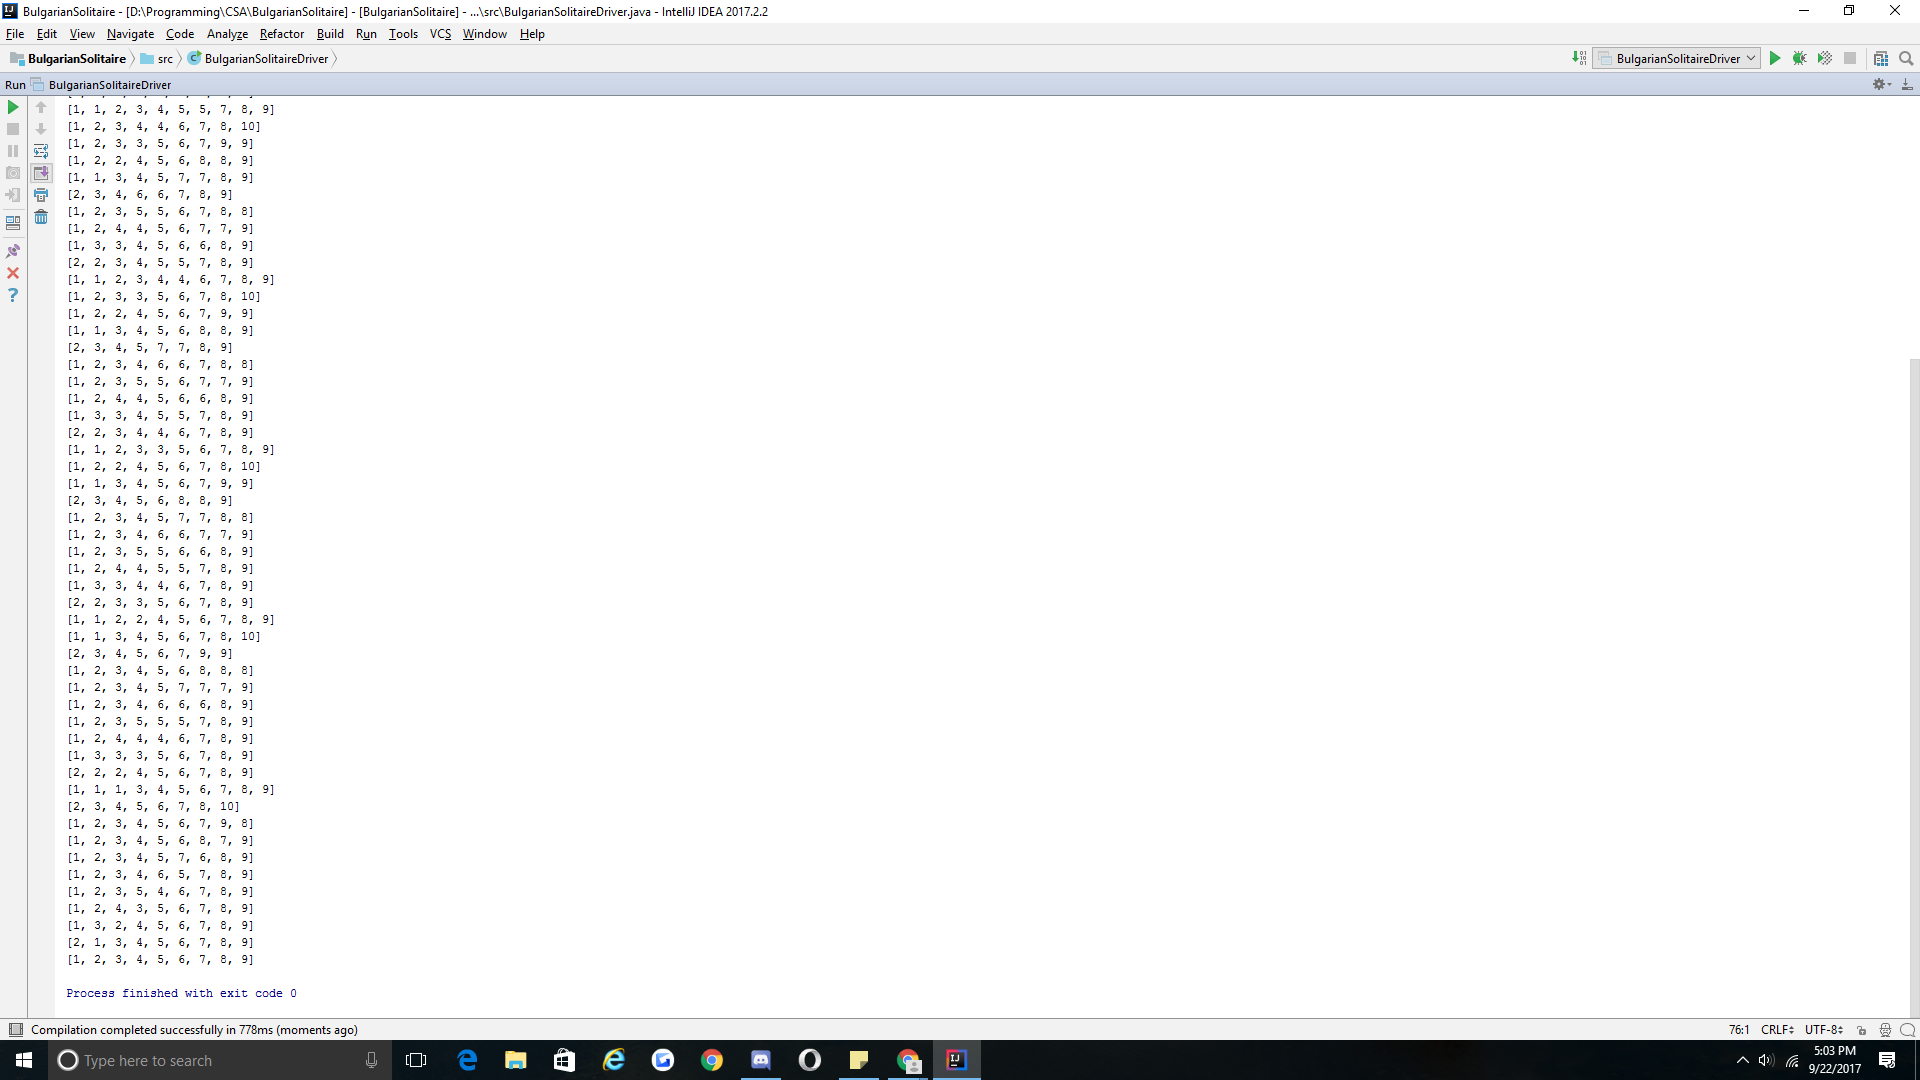 BulgarianSolitaire - [D:\Programming\CSA\BulgarianSolitaire] - [BulgarianSolitaire] - ...\src\BulgarianSolitaireDriver.java - IntelliJ IDEA 2017.2.2
File Edit View Navigate Code Analyze Refactor Build Run Tools VCS Window Help
BulgarianSolitaire src BulgarianSolitaireDriver BulgarianSolitaireDriver
Run BulgarianSolitaireDriver
[1, 1, 2, 3, 4, 5, 5, 7, 8, 9]
[1, 2, 3, 4, 4, 6, 7, 8, 10]
[1, 2, 3, 3, 5, 6, 7, 9, 9]
[1, 2, 2, 4, 5, 6, 8, 8, 9]
[1, 1, 3, 4, 5, 7, 7, 8, 9]
[2, 3, 4, 6, 6, 7, 8, 9]
[1, 2, 3, 5, 5, 6, 7, 8, 8]
[1, 2, 4, 4, 5, 6, 7, 7, 9]
[1, 3, 3, 4, 5, 6, 6, 8, 9]
[2, 2, 3, 4, 5, 5, 7, 8, 9]
[1, 1, 2, 3, 4, 4, 6, 7, 8, 9]
[1, 2, 3, 3, 5, 6, 7, 8, 10]
[1, 2, 2, 4, 5, 6, 7, 9, 9]
[1, 1, 3, 4, 5, 6, 8, 8, 9]
[2, 3, 4, 5, 7, 7, 8, 9]
[1, 2, 3, 4, 6, 6, 7, 8, 8]
[1, 2, 3, 5, 5, 6, 7, 7, 9]
[1, 2, 4, 4, 5, 6, 6, 8, 9]
[1, 3, 3, 4, 5, 5, 7, 8, 9]
[2, 2, 3, 4, 4, 6, 7, 8, 9]
[1, 1, 2, 3, 3, 5, 6, 7, 8, 9]
[1, 2, 2, 4, 5, 6, 7, 8, 10]
[1, 1, 3, 4, 5, 6, 7, 9, 9]
[2, 3, 4, 5, 6, 8, 8, 9]
[1, 2, 3, 4, 5, 7, 7, 8, 8]
[1, 2, 3, 4, 6, 6, 7, 7, 9]
[1, 2, 3, 5, 5, 6, 6, 8, 9]
[1, 2, 4, 4, 5, 5, 7, 8, 9]
[1, 3, 3, 4, 4, 6, 7, 8, 9]
[2, 2, 3, 3, 5, 6, 7, 8, 9]
[1, 1, 2, 2, 4, 5, 6, 7, 8, 9]
[1, 1, 3, 4, 5, 6, 7, 8, 10]
[2, 3, 4, 5, 6, 7, 9, 9]
[1, 2, 3, 4, 5, 6, 8, 8, 8]
[1, 2, 3, 4, 5, 7, 7, 7, 9]
[1, 2, 3, 4, 6, 6, 6, 8, 9]
[1, 2, 3, 5, 5, 5, 7, 8, 9]
[1, 2, 4, 4, 4, 6, 7, 8, 9]
[1, 3, 3, 3, 5, 6, 7, 8, 9]
[2, 2, 2, 4, 5, 6, 7, 8, 9]
[1, 1, 1, 3, 4, 5, 6, 7, 8, 9]
[2, 3, 4, 5, 6, 7, 8, 10]
[1, 2, 3, 4, 5, 6, 7, 9, 8]
[1, 2, 3, 4, 5, 6, 8, 7, 9]
[1, 2, 3, 4, 5, 7, 6, 8, 9]
[1, 2, 3, 4, 6, 5, 7, 8, 9]
[1, 2, 3, 5, 4, 6, 7, 8, 9]
[1, 2, 4, 3, 5, 6, 7, 8, 9]
[1, 3, 2, 4, 5, 6, 7, 8, 9]
[2, 1, 3, 4, 5, 6, 7, 8, 9]
[1, 2, 3, 4, 5, 6, 7, 8, 9]
Process finished with exit code 0
Compilation completed successfully in 778ms (moments ago) 76:1 CRLF UTF-8
Type here to search
5:03 PM
9/22/2017